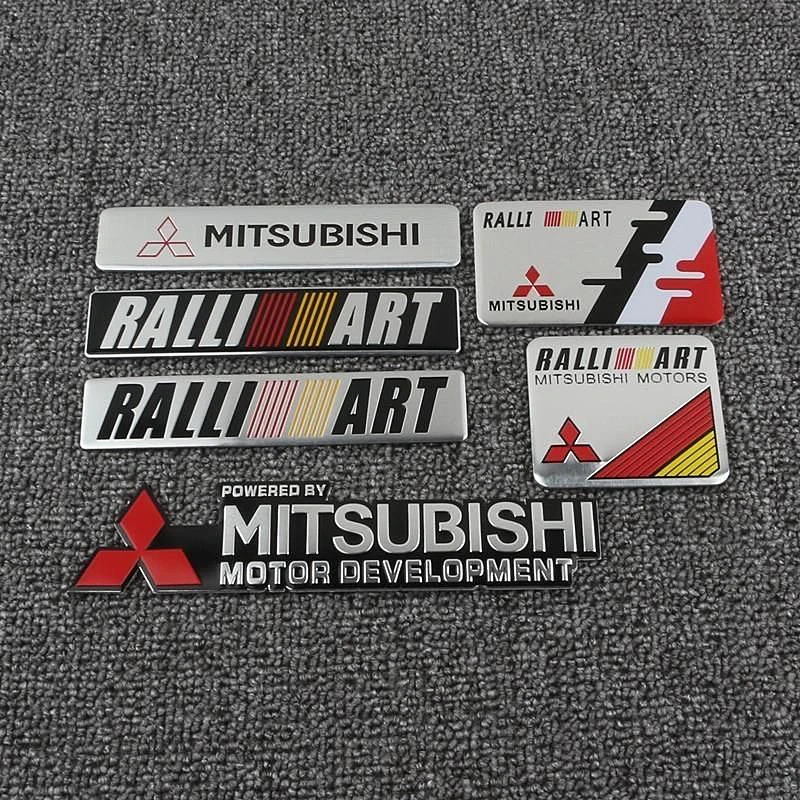 MITSUBISHI
RALLI ART
RALLI ART
RALLI ART
MITSUBISHI
RALLI ART
MITSUBISHI MOTORS
POWERED BY
MITSUBISHI
MOTOR DEVELOPMENT